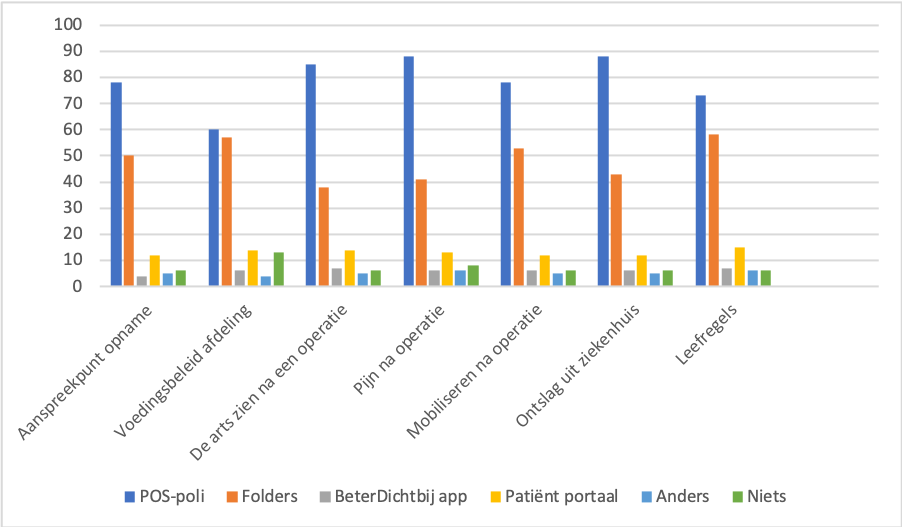 100
90
80
70
60
50
40
30
20
10
0
Aanspreekpunt opname
Voedingsbeleid afdeling
De arts zien na een operatie
Pijn na operatie
Mobiliseren na operatie
Ontslag uit ziekenhuis
Leefregels
POS-poli Folders BeterDichtbij app Patiënt portaal Anders Niets